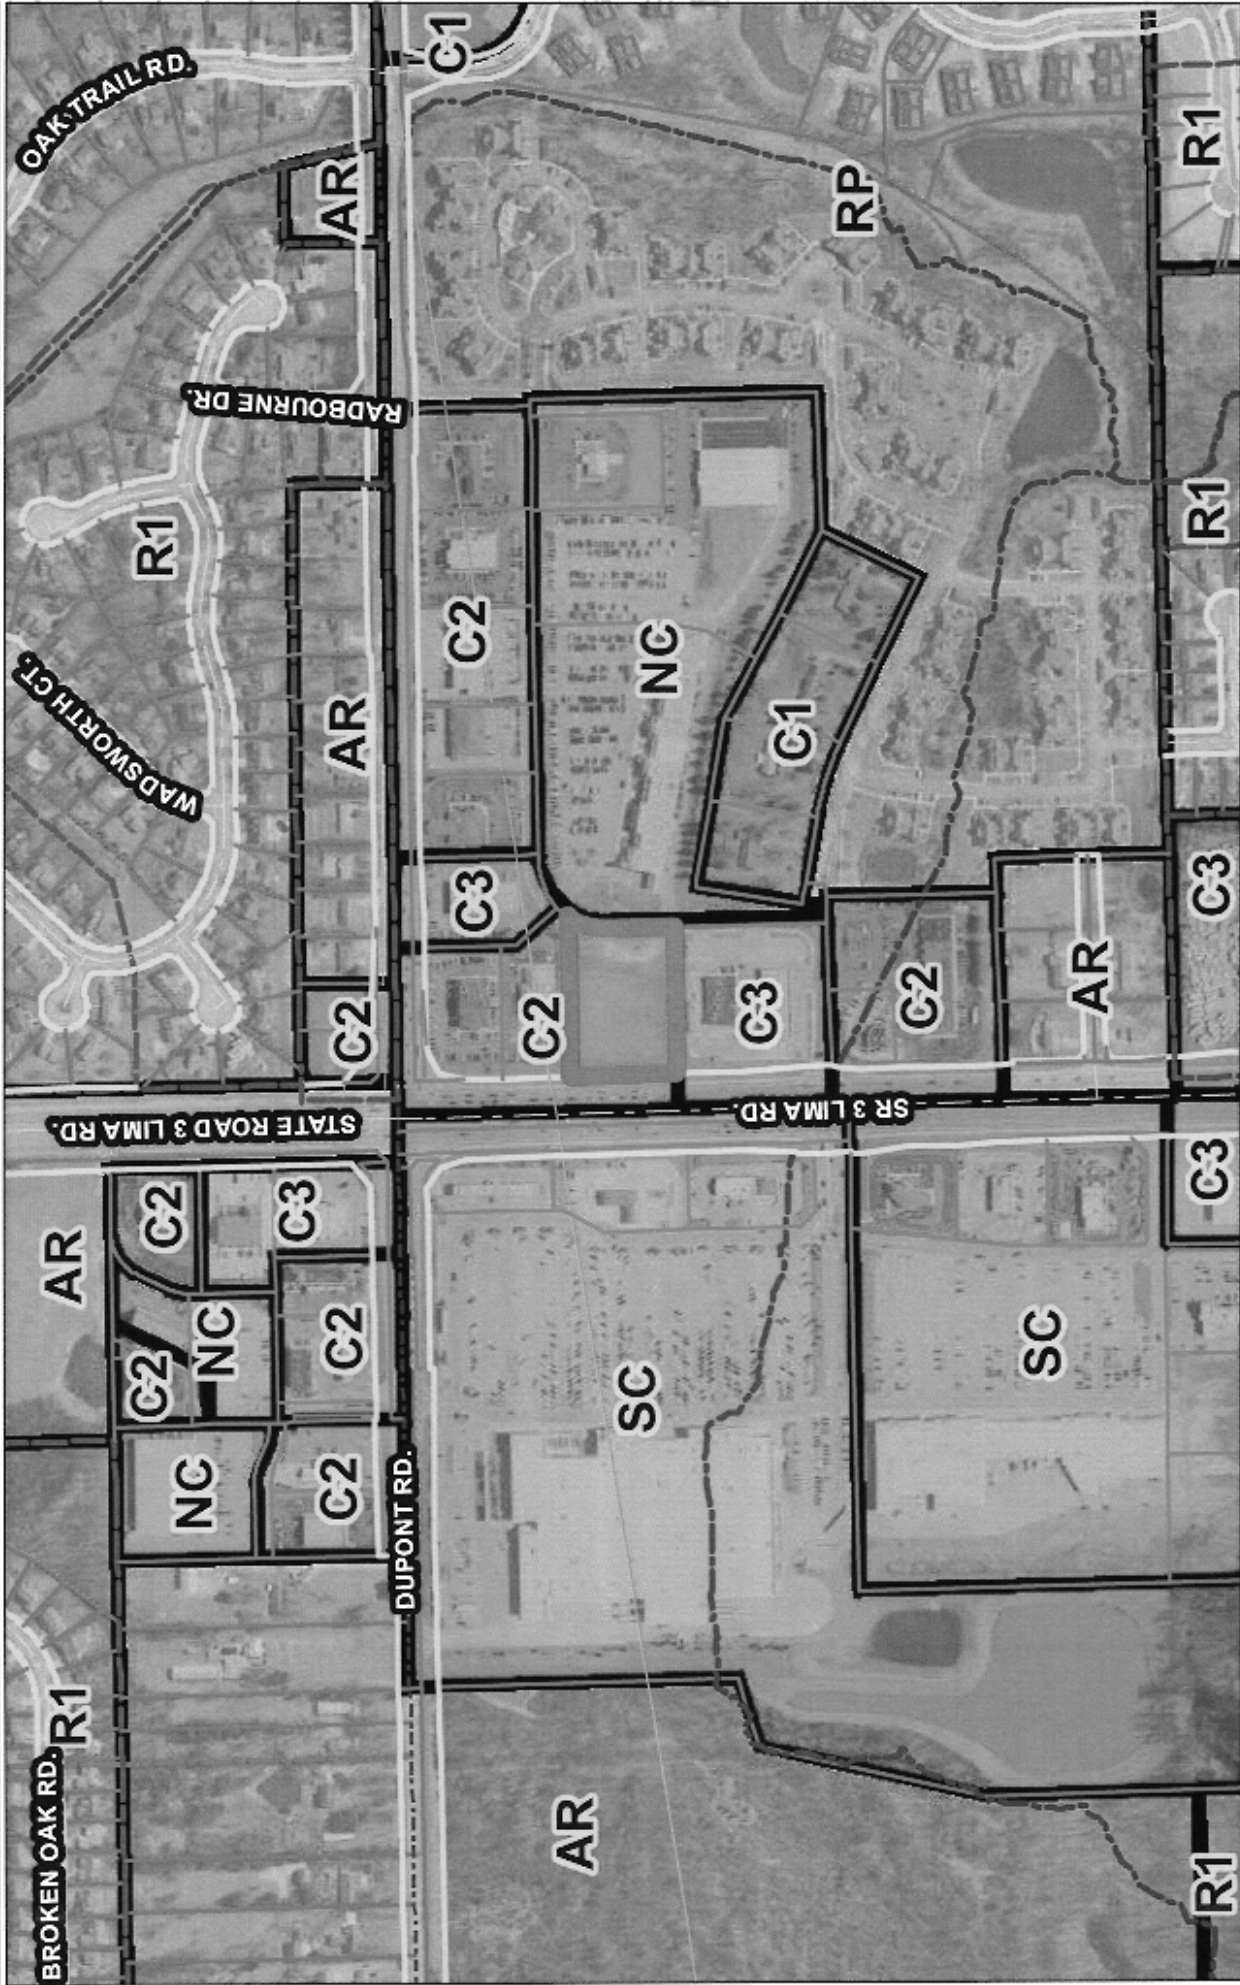 BROKEN OAK RD.
R1
AR
WADSWORTH CT.
OAK TRAIL RD.
NC
C2
NC
C2
STATE ROAD 3 LIMA RD.
R1
C2
C2
C3
C2
AR
RADBOURNE DR.
AR
DUPONT RD.
C3
C2
C1
AR
SC
C2
NC
C3
C1
RP
SR 3 LIMA RD.
C2
SC
AR
R1
C3
C3
R1
R1